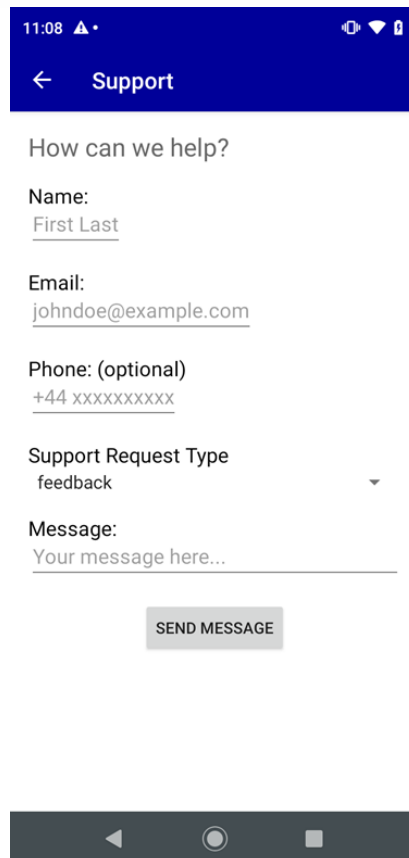 11:08
Support
How can we help?
Name:
First Last
Email:
johndoe@example.com
Phone: (optional)
+44 xxxxxxxxxx
Support Request Type
feedback
Message:
Your message here...
SEND MESSAGE